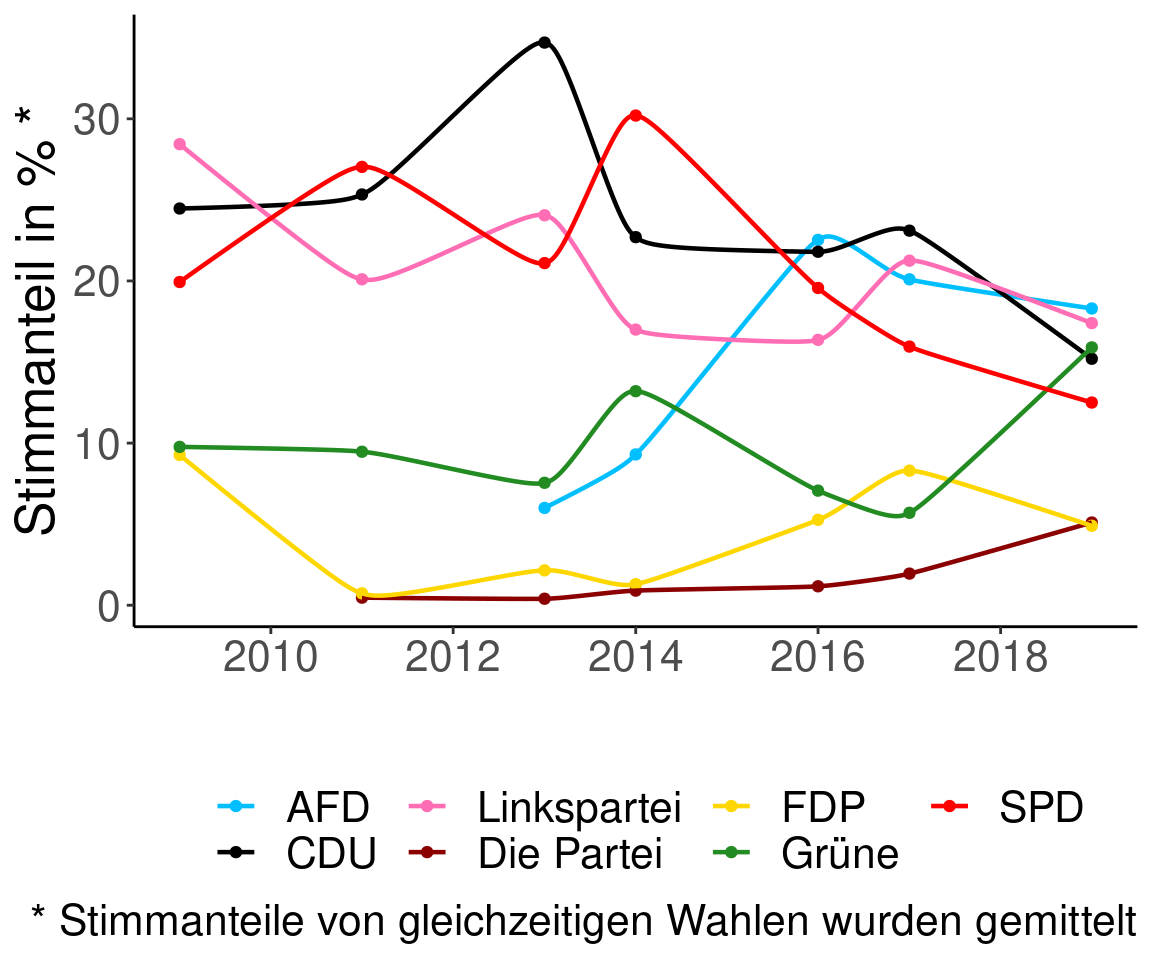 Stimmanteil in % *
30
20
10
0
2010 2012 2014 2016 2018
AFD Linkspartei FDP SPD
CDU Die Partei Grüne
* Stimmanteile von gleichzeitigen Wahlen wurden gemittelt